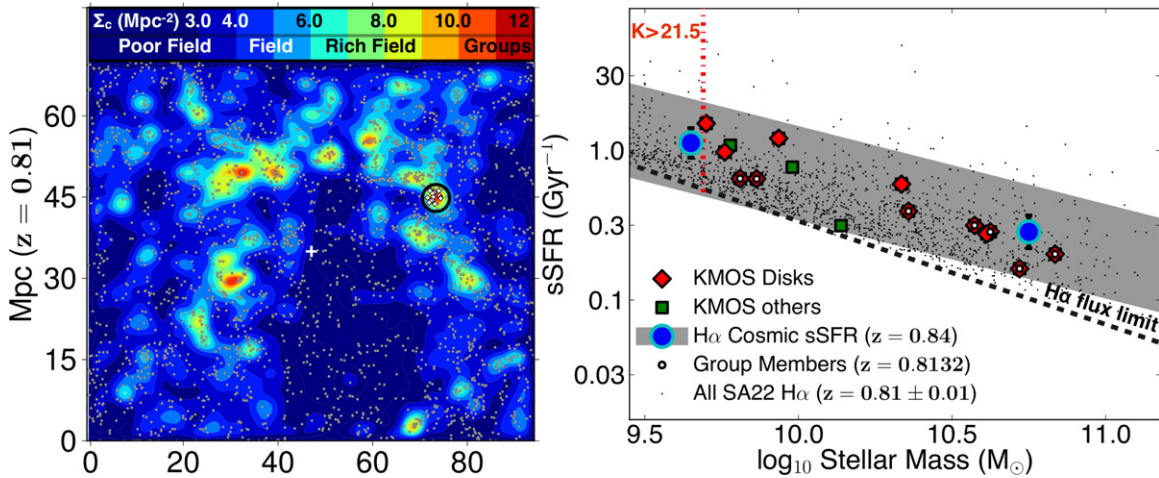 Σc (Mpc-2) 3.0 4.0 6.0 8.0 10.0 12
Poor Field Field Rich Field Groups
Mpc (z = 0.81)
60
45
30
15
0
0 20 40 60 80
sSFR (Gyr−1)
30
1.0
0.3
0.1
0.03
K>21.5
KMOS Disks
KMOS others
Hα Cosmic sSFR (z = 0.84)
Group Members (z = 0.8132)
All SA22 Hα (z = 0.81 ± 0.01)
Hα flux limit
9.5 10.0 10.5 11.0
log10 Stellar Mass (M⊙)